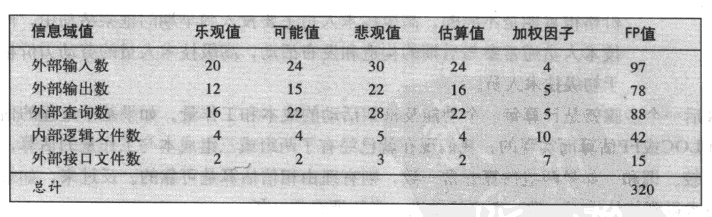 信息域值 乐观值 可能值 悲观值 估算值 加权因子 FP值
外部输入数 20 24 30 24 4 97
外部输出数 12 15 22 16 5 78
外部查询数 16 22 28 22 5 88
内部逻辑文件数 4 4 5 4 10 42
外部接口文件数 2 2 3 2 7 15
总计 320